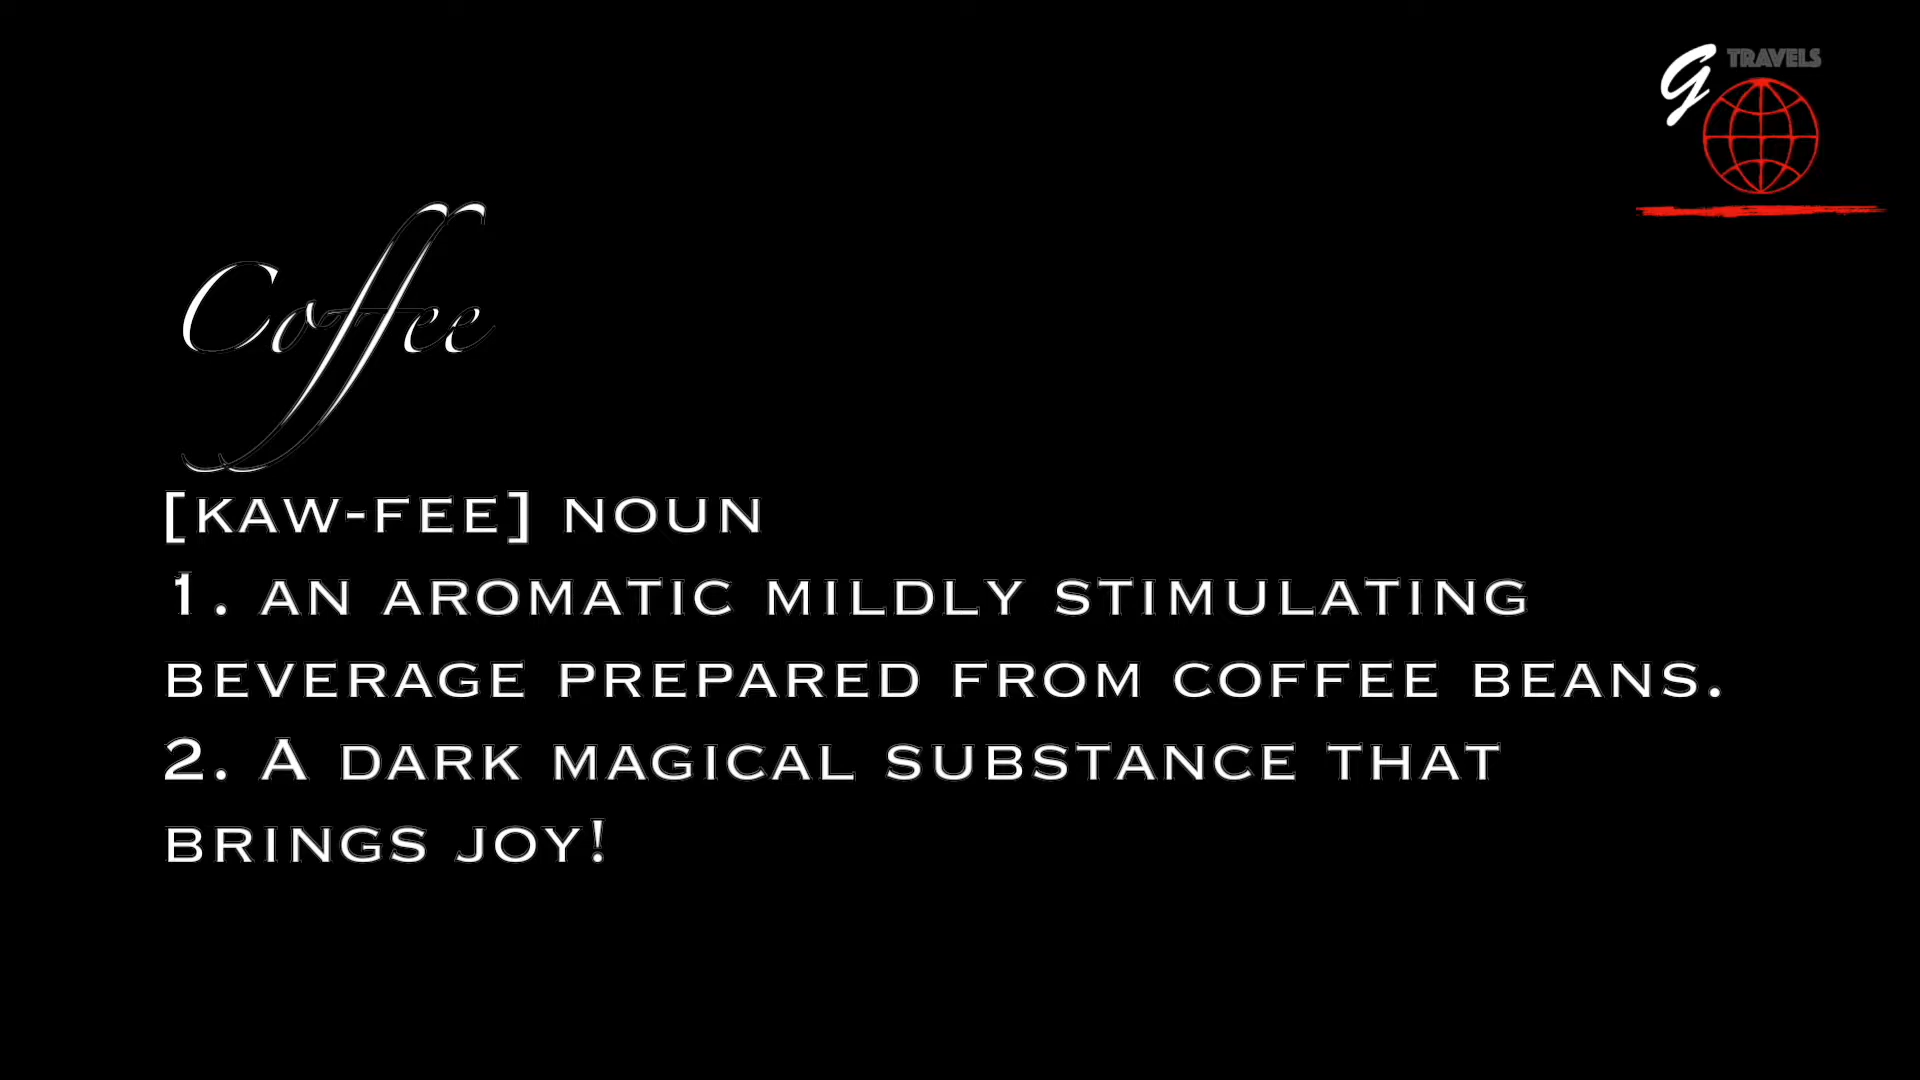 G TRAVELS
Coffee
[KAW-FEE] NOUN
1. AN AROMATIC MILDLY STIMULATING
BEVERAGE PREPARED FROM COFFEE BEANS.
2. A DARK MAGICAL SUBSTANCE THAT
BRINGS JOY!